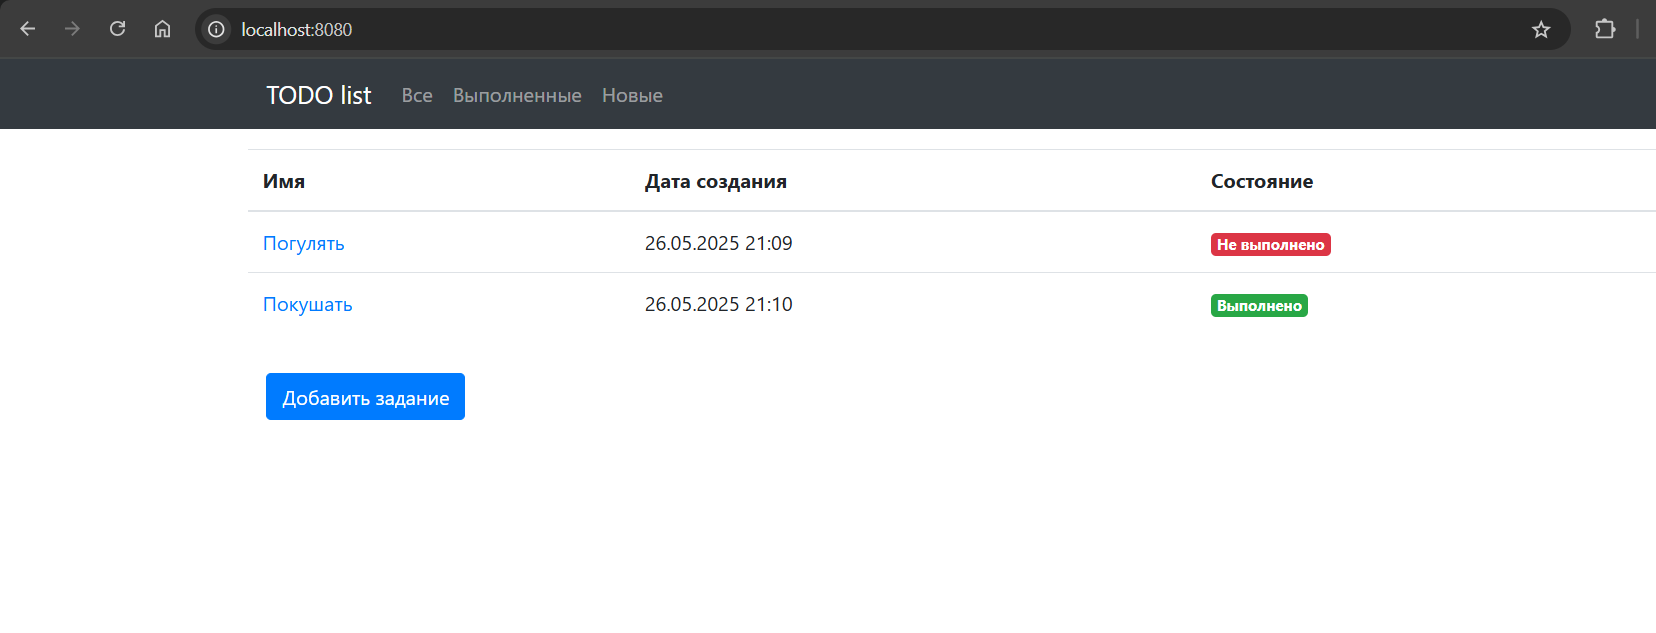 localhost:8080
TODO list Все Выполненные Новые
Имя Дата создания Состояние
Погулять 26.05.2025 21:09 Не выполнено
Покушать 26.05.2025 21:10 Выполнено
Добавить задание